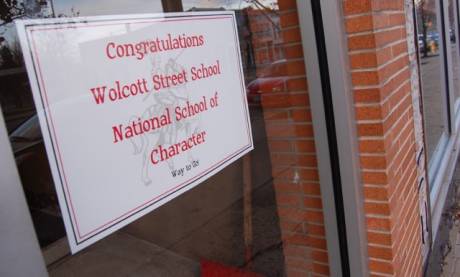 Congratulations
Wolcott Street School
National School of
Character
Way to Go!